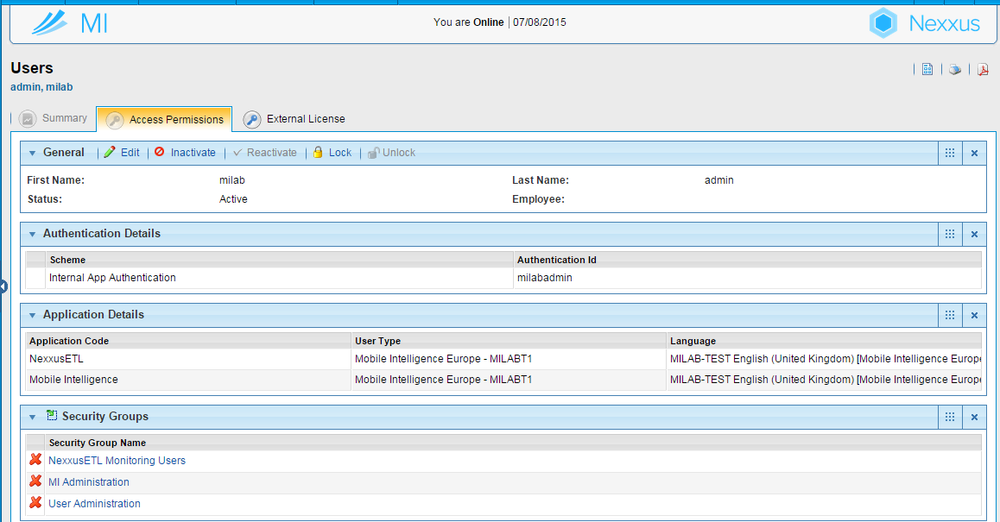 MI
You are Online | 07/08/2015
Nexxus
Users
admin, milab
Summary
Access Permissions
External License
General Edit Inactivate Reactivate Lock Unlock
First Name: milab Last Name: admin
Status: Active Employee:
Authentication Details
Scheme Authentication Id
Internal App Authentication milabadmin
Application Details
Application Code User Type Language
NexxusETL Mobile Intelligence Europe - MILABT1 MILAB-TEST English (United Kingdom) [Mobile Intelligence Europe
Mobile Intelligence Mobile Intelligence Europe - MILABT1 MILAB-TEST English (United Kingdom) [Mobile Intelligence Europe
Security Groups
Security Group Name
NexxusETL Monitoring Users
MI Administration
User Administration